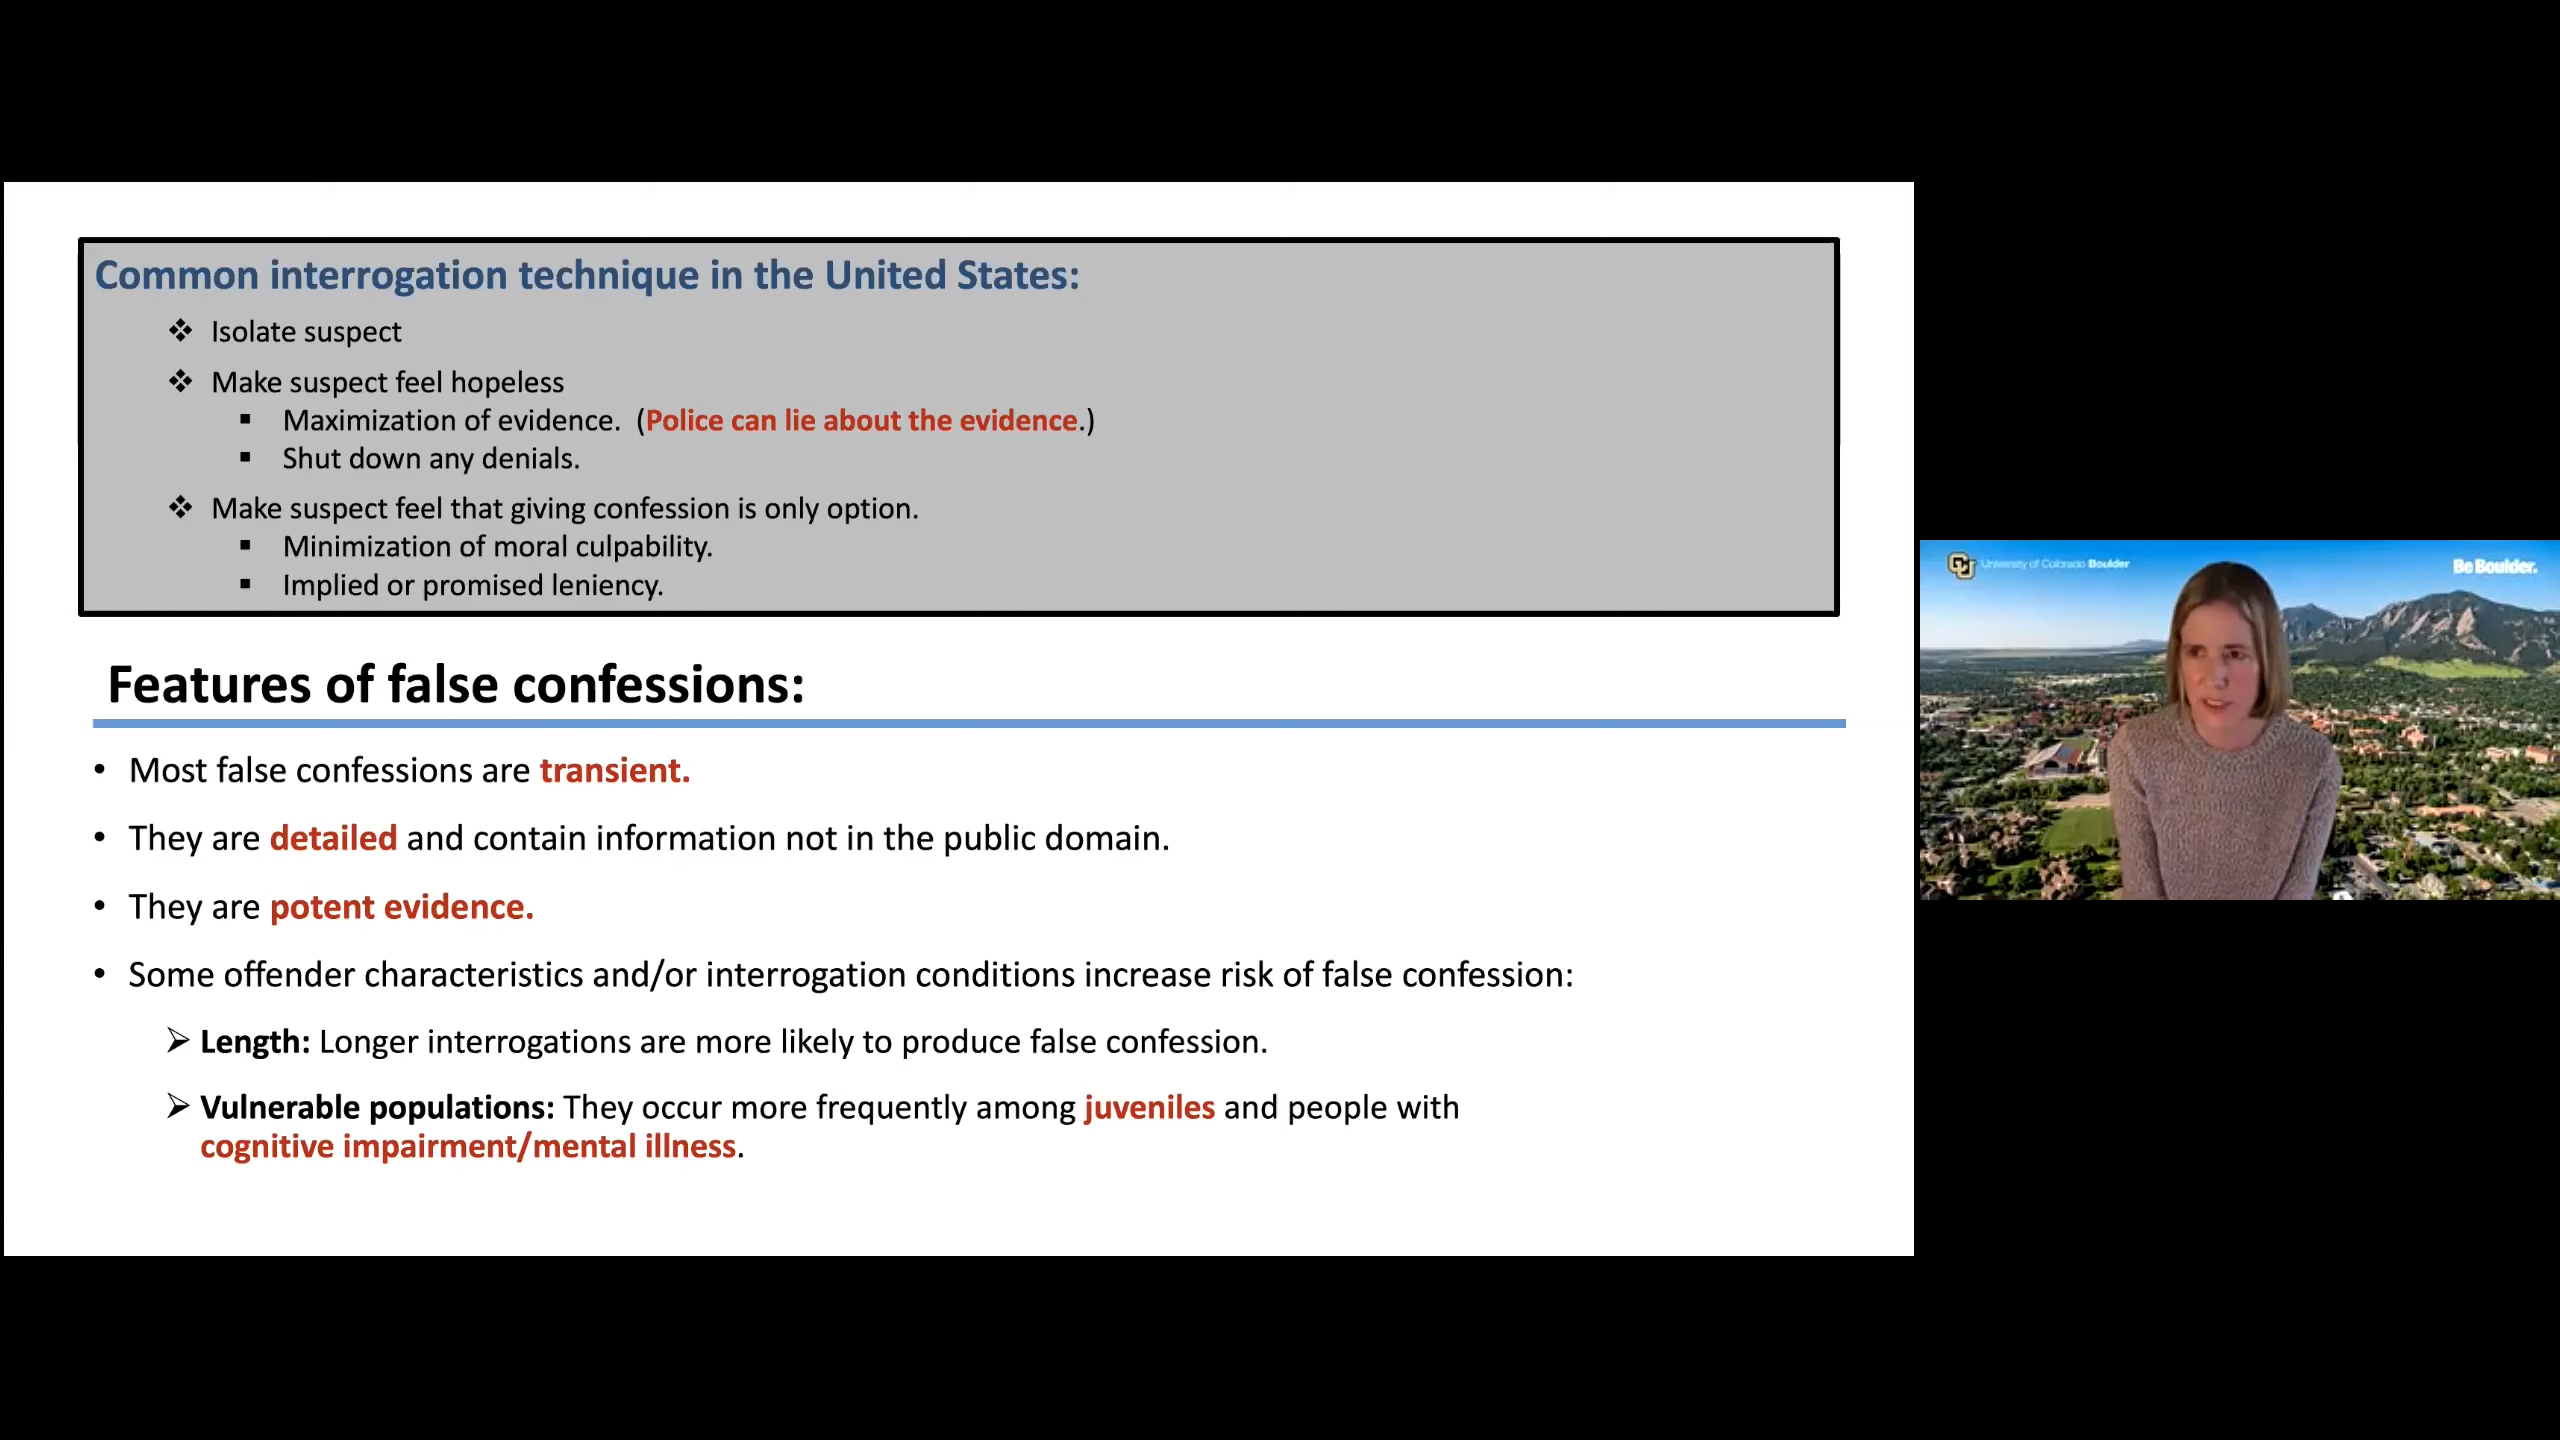 Common interrogation technique in the United States:
❖ Isolate suspect
❖ Make suspect feel hopeless
▪ Maximization of evidence.  (Police can lie about the evidence.)
▪ Shut down any denials.
❖ Make suspect feel that giving confession is only option.
▪ Minimization of moral culpability.
▪ Implied or promised leniency.
Features of false confessions:
• Most false confessions are transient.
• They are detailed and contain information not in the public domain.
• They are potent evidence.
• Some offender characteristics and/or interrogation conditions increase risk of false confession:
➢ Length: Longer interrogations are more likely to produce false confession.
➢ Vulnerable populations: They occur more frequently among juveniles and people with
cognitive impairment/mental illness.
CU University of Colorado Boulder
Be Boulder.